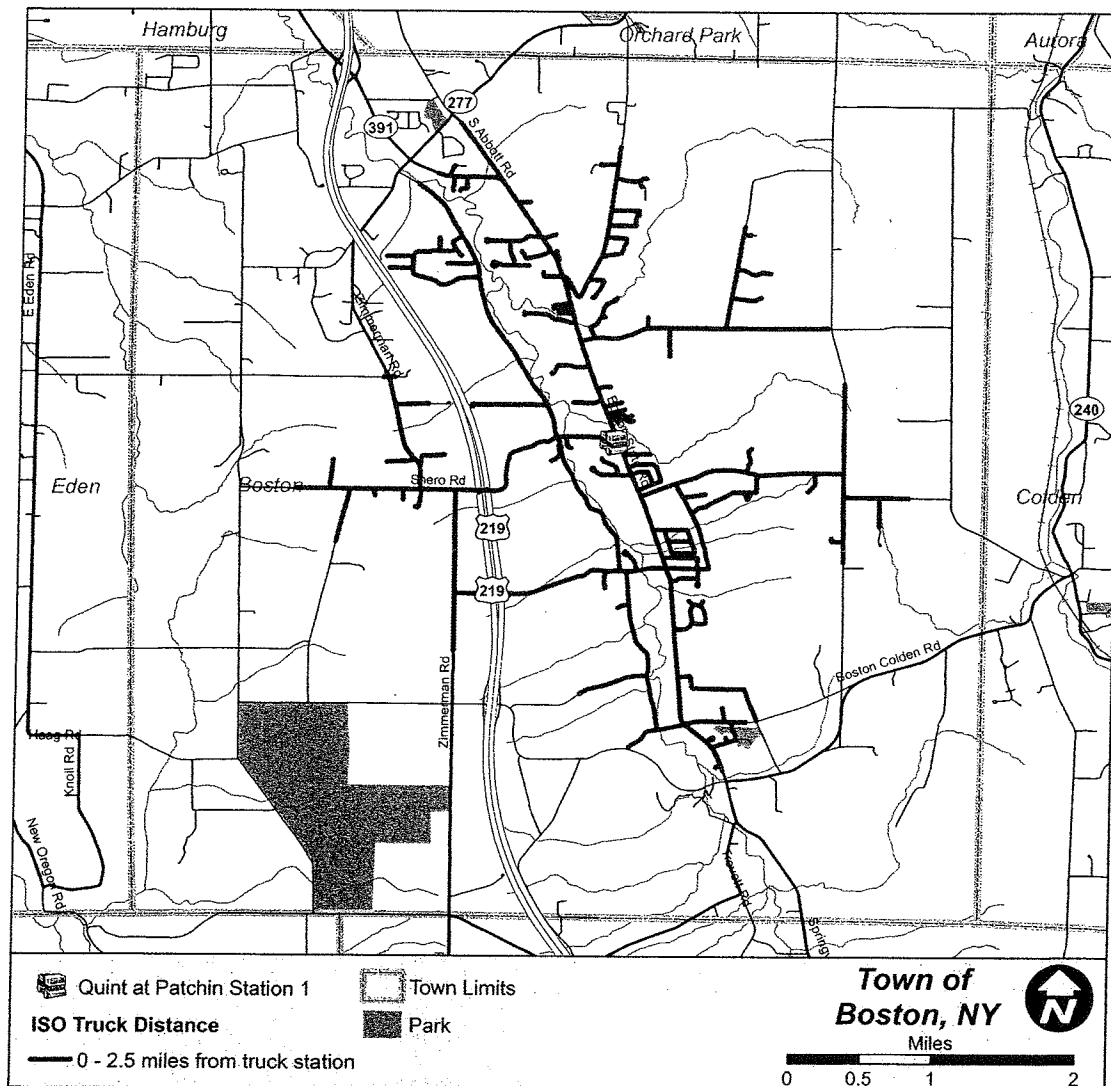 Hamburg
Orchard Park
Aurora
277
391
S Abbott Rd
E Eden Rd
Zimmerman Rd
240
Eden
Boston
Shero Rd
Colden
219
219
Boston Colden Rd
Zimmerman Rd
Haag Rd
Knoll Rd
New Oregon Rd
Quint at Patchin Station 1
ISO Truck Distance
0 - 2.5 miles from truck station
Town Limits
Park
Town of
Boston, NY
N
Miles
0 0.5 1 2